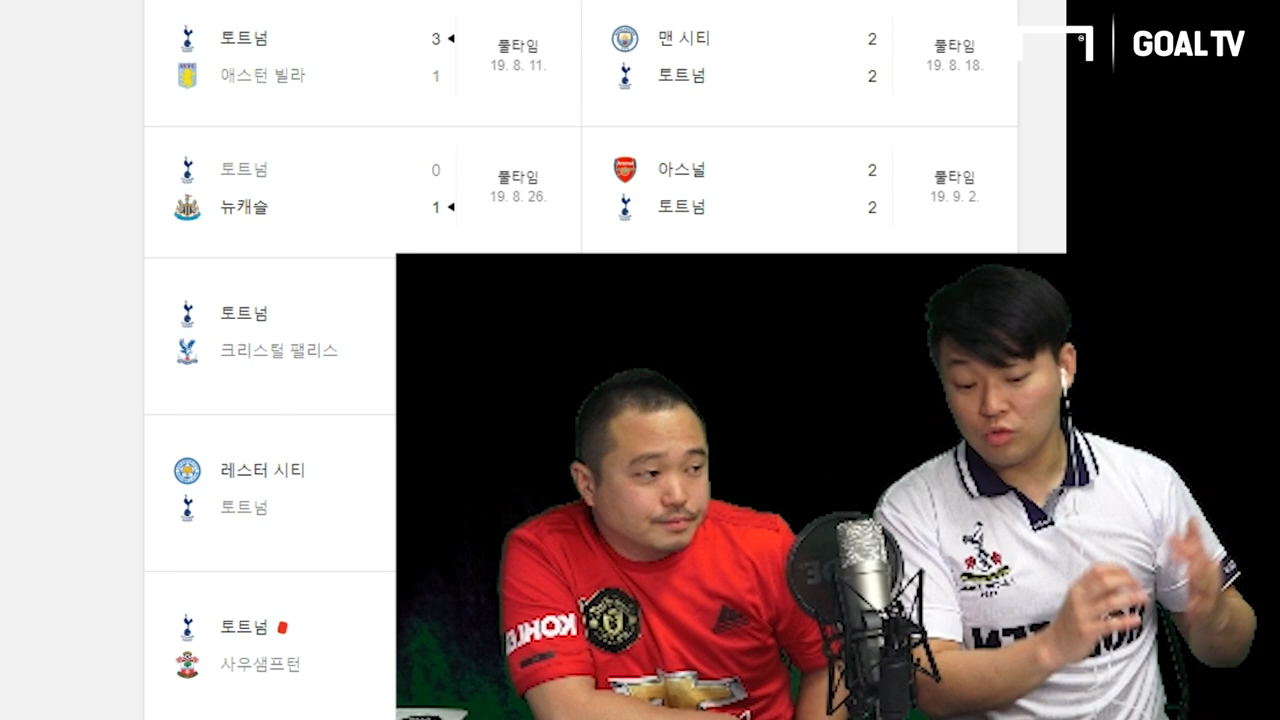 토트넘 3
애스턴 빌라 1
풀타임
19. 8. 11.
맨 시티 2
토트넘 2
풀타임
19. 8. 18.
GOAL TV
토트넘 0
뉴캐슬 1
풀타임
19. 8. 26.
아스널 2
토트넘 2
풀타임
19. 9. 2.
토트넘
크리스털 팰리스
레스터 시티
토트넘
토트넘
사우샘프턴
KOHLER